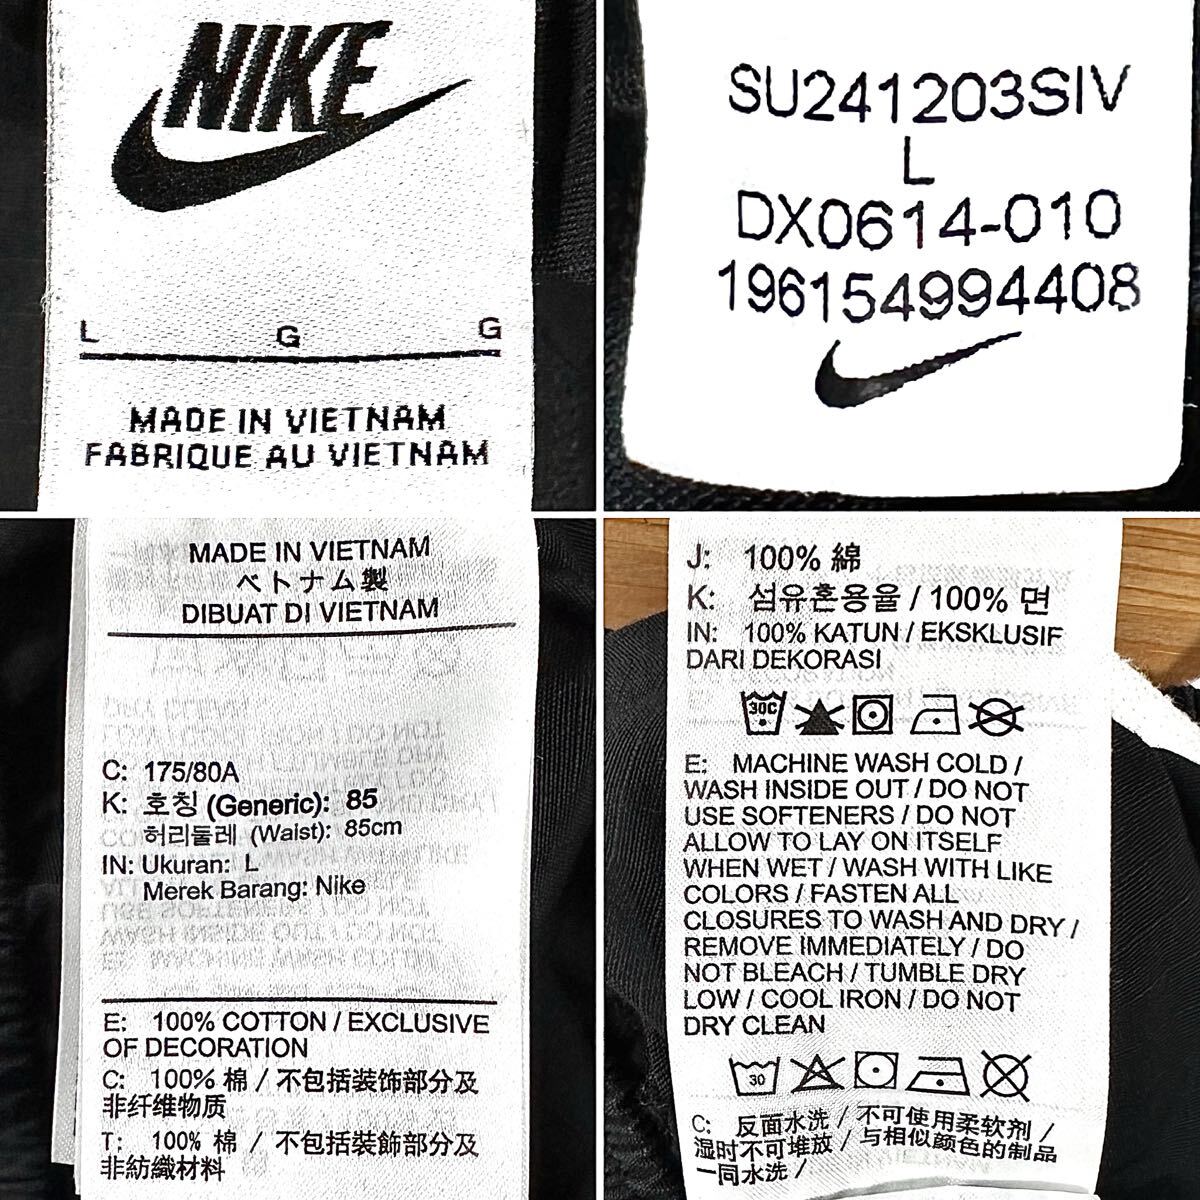 NIKE
L G G
MADE IN VIETNAM
FABRIQUE AU VIETNAM
SU241203SIV
L
DX0614-010
196154994408
MADE IN VIETNAM
ベトナム製
DIBUAT DI VIETNAM
C: 175/80A
K: 호칭 (Generic): 85
허리둘레 (Waist): 85cm
IN: Ukuran: L
Merek Barang: Nike
E: 100% COTTON / EXCLUSIVE
OF DECORATION
C: 100% 棉 / 不包括装饰部分及
非纤维物质
T: 100% 棉 / 不包括裝飾部分及
非紡織材料
J: 100% 綿
K: 섬유혼용율 / 100% 면
IN: 100% KATUN / EKSKLUSIF
DARI DEKORASI
30C
E: MACHINE WASH COLD /
WASH INSIDE OUT / DO NOT
USE SOFTENERS / DO NOT
ALLOW TO LAY ON ITSELF
WHEN WET / WASH WITH LIKE
COLORS / FASTEN ALL
CLOSURES TO WASH AND DRY /
REMOVE IMMEDIATELY / DO
NOT BLEACH / TUMBLE DRY
LOW / COOL IRON / DO NOT
DRY CLEAN
30
C: 反面水洗 / 不可使用柔软剂 /
湿时不可堆放 / 与相似颜色的制品
一同水洗 /